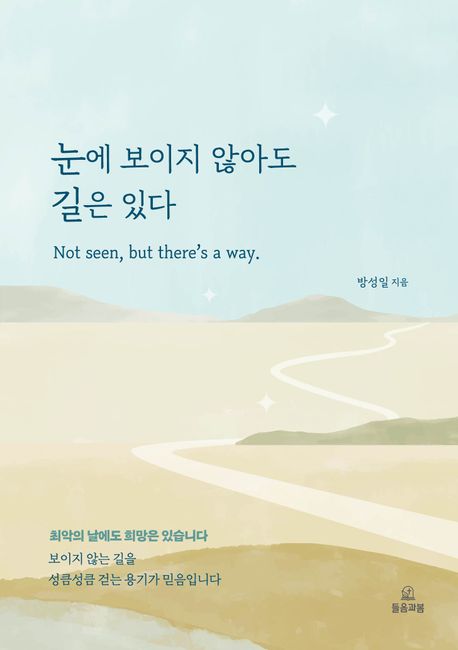 눈에 보이지 않아도
길은 있다
Not seen, but there's a way.
방성일 지음
최악의 날에도 희망은 있습니다
보이지 않는 길을
성큼성큼 걷는 용기가 믿음입니다
들음과봄